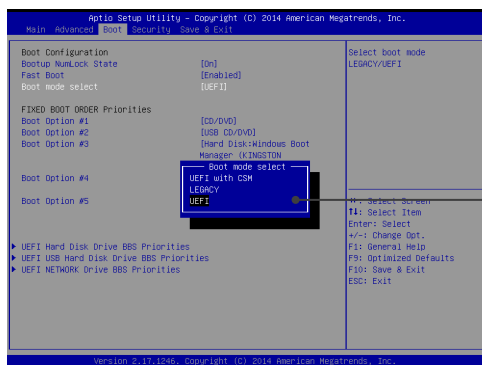 Aptio Setup Utility – Copyright (C) 2014 American Megatrends, Inc.
Main Advanced Boot Security Save & Exit
Boot Configuration
Bootup NumLock State [On]
Fast Boot [Enabled]
Boot mode select [UEFI]
FIXED BOOT ORDER Priorities
Boot Option #1 [CD/DVD]
Boot Option #2 [USB CD/DVD]
Boot Option #3 [Hard Disk:Windows Boot
Manager (KINGSTON
Boot mode select
UEFI with CSM
LEGACY
UEFI
Boot Option #4
Boot Option #5
UEFI Hard Disk Drive BBS Priorities
UEFI USB Hard Disk Drive BBS Priorities
UEFI NETWORK Drive BBS Priorities
Select boot mode
LEGACY/UEFI
→←: Select Screen
↑↓: Select Item
Enter: Select
+/-: Change Opt.
F1: General Help
F9: Optimized Defaults
F10: Save & Exit
ESC: Exit
Version 2.17.1246. Copyright (C) 2014 American Megatrends, Inc.